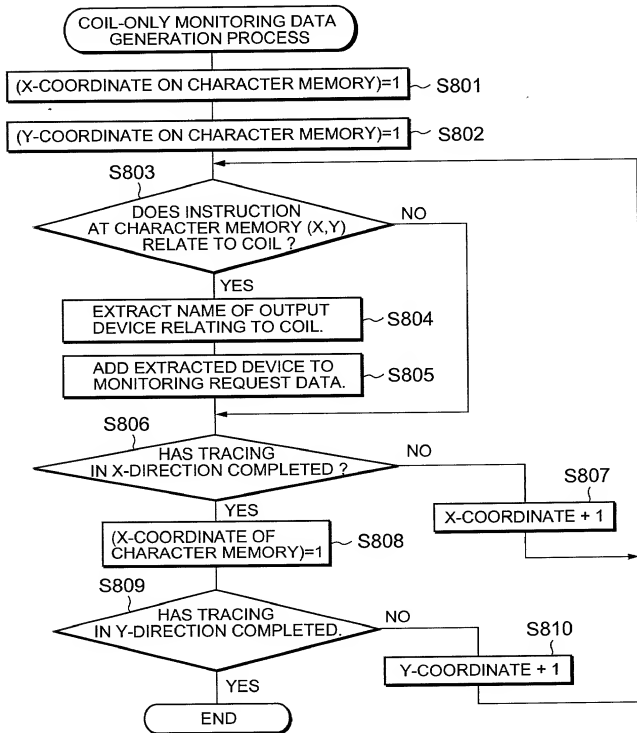 COIL-ONLY MONITORING DATA
GENERATION PROCESS
(X-COORDINATE ON CHARACTER MEMORY)=1
S801
(Y-COORDINATE ON CHARACTER MEMORY)=1
S802
S803
DOES INSTRUCTION
AT CHARACTER MEMORY (X,Y)
RELATE TO COIL ?
NO
YES
EXTRACT NAME OF OUTPUT
DEVICE RELATING TO COIL.
S804
ADD EXTRACTED DEVICE TO
MONITORING REQUEST DATA.
S805
S806
HAS TRACING
IN X-DIRECTION COMPLETED ?
NO
S807
X-COORDINATE + 1
YES
(X-COORDINATE OF
CHARACTER MEMORY)=1
S808
S809
HAS TRACING
IN Y-DIRECTION COMPLETED.
NO
S810
Y-COORDINATE + 1
YES
END